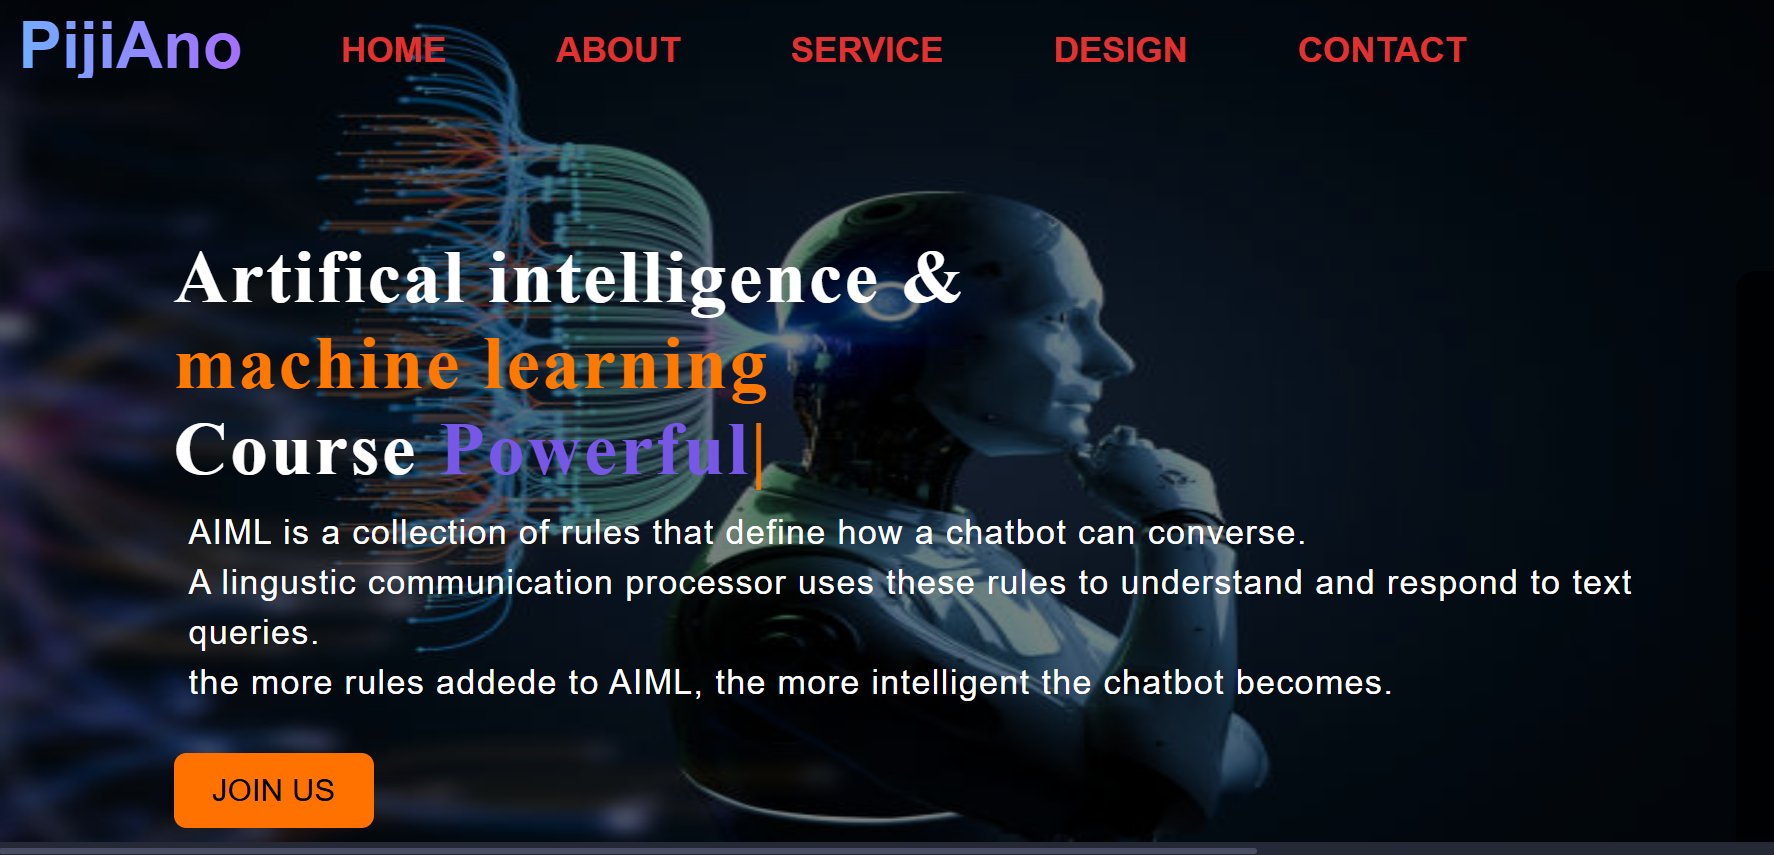 PijiAno
HOME ABOUT SERVICE DESIGN CONTACT
Artifical intelligence &
machine learning
Course Powerful|
AIML is a collection of rules that define how a chatbot can converse.
A lingustic communication processor uses these rules to understand and respond to text
queries.
the more rules addede to AIML, the more intelligent the chatbot becomes.
JOIN US